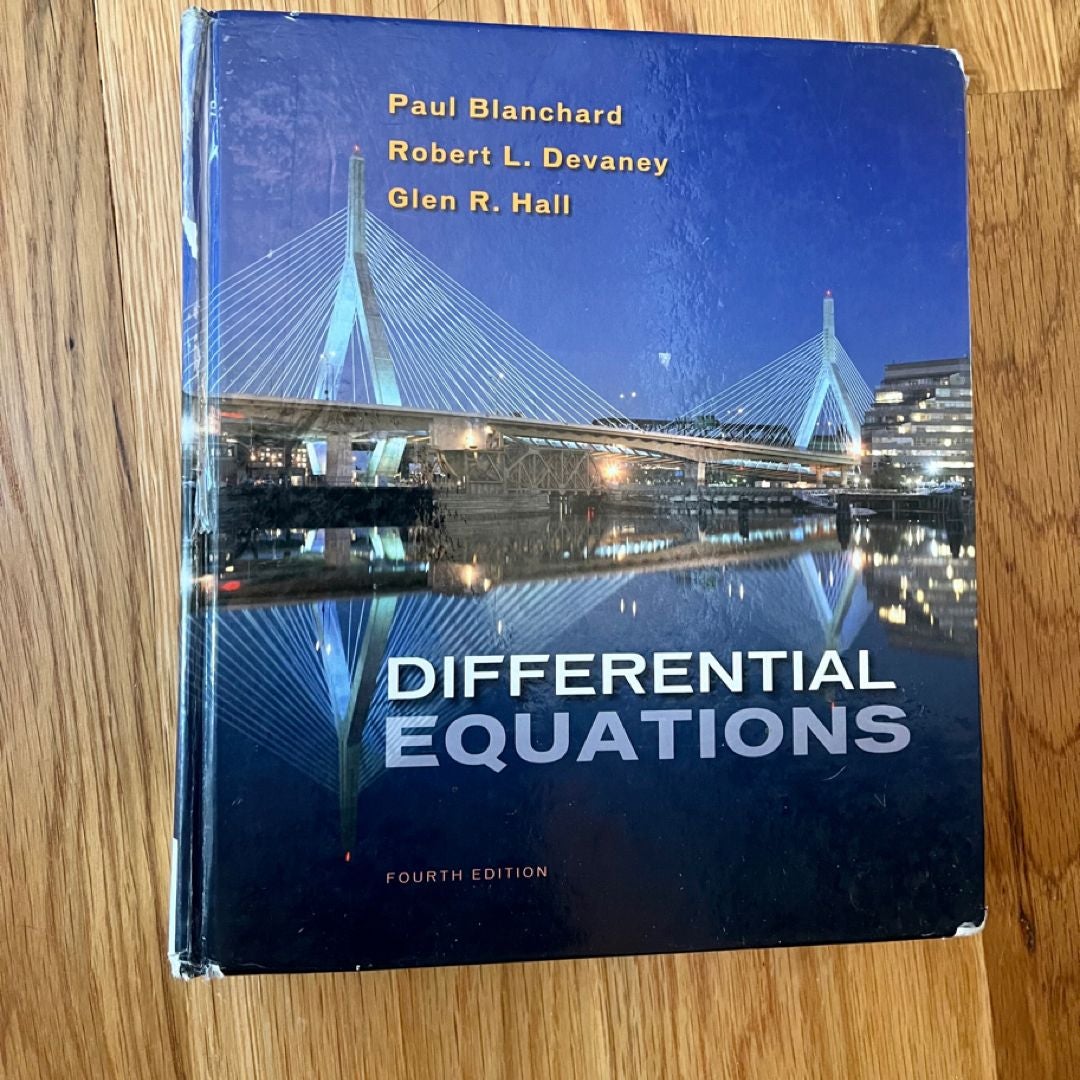 Paul Blanchard
Robert L. Devaney
Glen R. Hall
DIFFERENTIAL
EQUATIONS
FOURTH EDITION